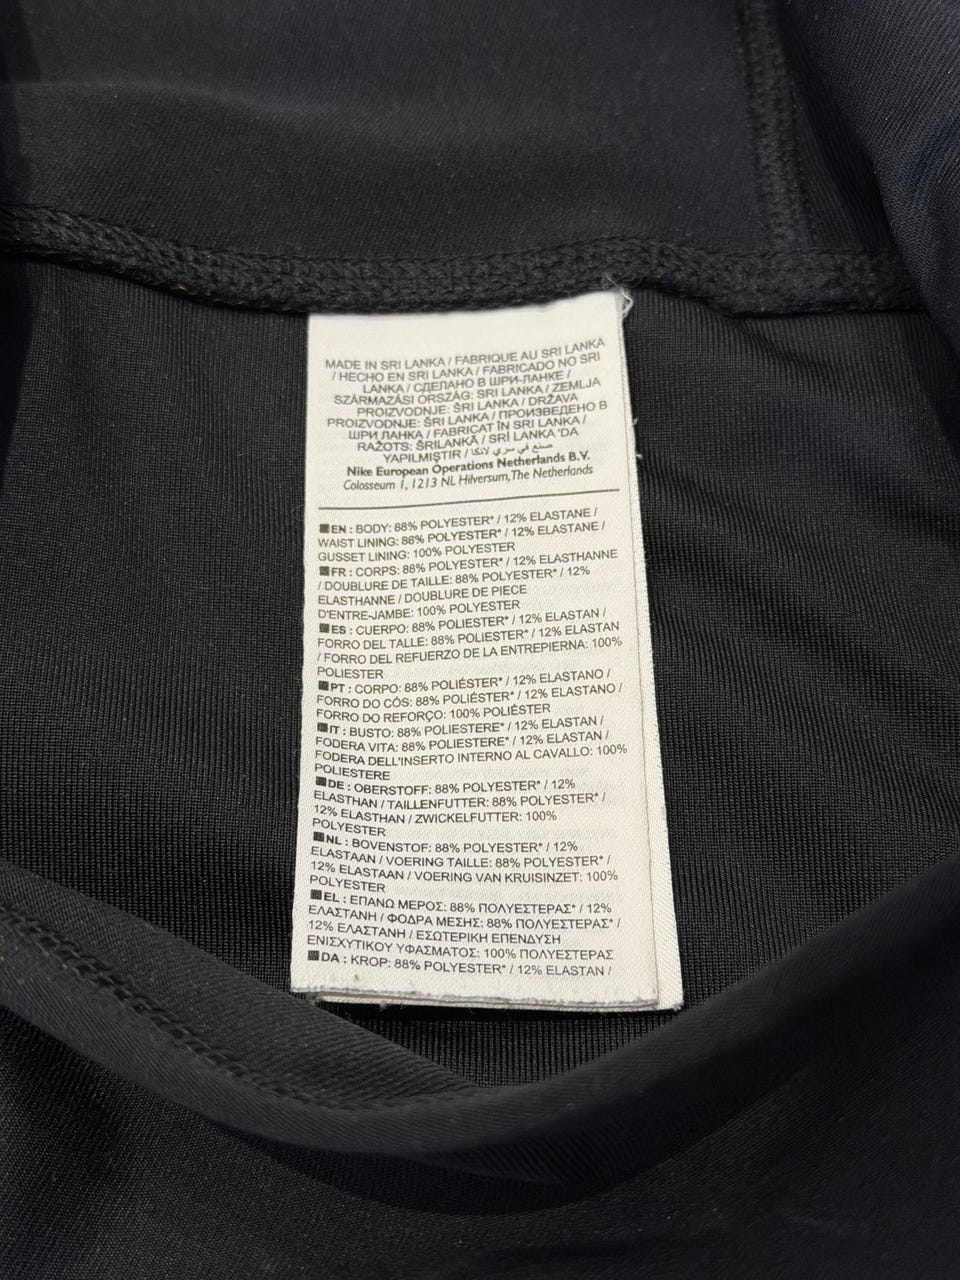 MADE IN SRI LANKA / FABRIQUE AU SRI LANKA
/ HECHO EN SRI LANKA / FABRICADO NO SRI
LANKA / СДЕЛАНО В ШРИ-ЛАНКЕ /
SZÁRMAZÁSI ORSZÁG: SRI LANKA / ZEMLJA
PROIZVODNJE: ŠRI LANKA / DRŽAVA
PROIZVODNJE: ŠRI LANKA / ПРОИЗВЕДЕНО В
ШРИ ЛАНКА / FABRICAT ÎN SRI LANKA /
RAŽOTS: ŠRILANKĀ / SRİ LANKA 'DA
YAPILMIŞTIR / صنع في سري لانكا
Nike European Operations Netherlands B.V.
Colosseum 1, 1213 NL Hilversum, The Netherlands
EN : BODY: 88% POLYESTER* / 12% ELASTANE /
WAIST LINING: 88% POLYESTER* / 12% ELASTANE /
GUSSET LINING: 100% POLYESTER
FR : CORPS: 88% POLYESTER* / 12% ELASTHANNE
/ DOUBLURE DE TAILLE: 88% POLYESTER* / 12%
ELASTHANNE / DOUBLURE DE PIECE
D'ENTRE-JAMBE: 100% POLYESTER
ES : CUERPO: 88% POLIESTER* / 12% ELASTAN /
FORRO DEL TALLE: 88% POLIESTER* / 12% ELASTAN
/ FORRO DEL REFUERZO DE LA ENTREPIERNA: 100%
POLIESTER
PT : CORPO: 88% POLIÉSTER* / 12% ELASTANO /
FORRO DO CÓS: 88% POLIÉSTER* / 12% ELASTANO /
FORRO DO REFORÇO: 100% POLIÉSTER
IT : BUSTO: 88% POLIESTERE* / 12% ELASTAN /
FODERA VITA: 88% POLIESTERE* / 12% ELASTAN /
FODERA DELL'INSERTO INTERNO AL CAVALLO: 100%
POLIESTERE
DE : OBERSTOFF: 88% POLYESTER* / 12%
ELASTHAN / TAILLENFUTTER: 88% POLYESTER* /
12% ELASTHAN / ZWICKELFUTTER: 100%
POLYESTER
NL : BOVENSTOF: 88% POLYESTER* / 12%
ELASTAAN / VOERING TAILLE: 88% POLYESTER* /
12% ELASTAAN / VOERING VAN KRUISINZET: 100%
POLYESTER
EL : ΕΠΑΝΩ ΜΕΡΟΣ: 88% ΠΟΛΥΕΣΤΕΡΑΣ* / 12%
ΕΛΑΣΤΑΝΗ / ΦΟΔΡΑ ΜΕΣΗΣ: 88% ΠΟΛΥΕΣΤΕΡΑΣ* /
12% ΕΛΑΣΤΑΝΗ / ΕΣΩΤΕΡΙΚΗ ΕΠΕΝΔΥΣΗ
ΕΝΙΣΧΥΤΙΚΟΥ ΥΦΑΣΜΑΤΟΣ: 100% ΠΟΛΥΕΣΤΕΡΑΣ
DA : KROP: 88% POLYESTER* / 12% ELASTAN /